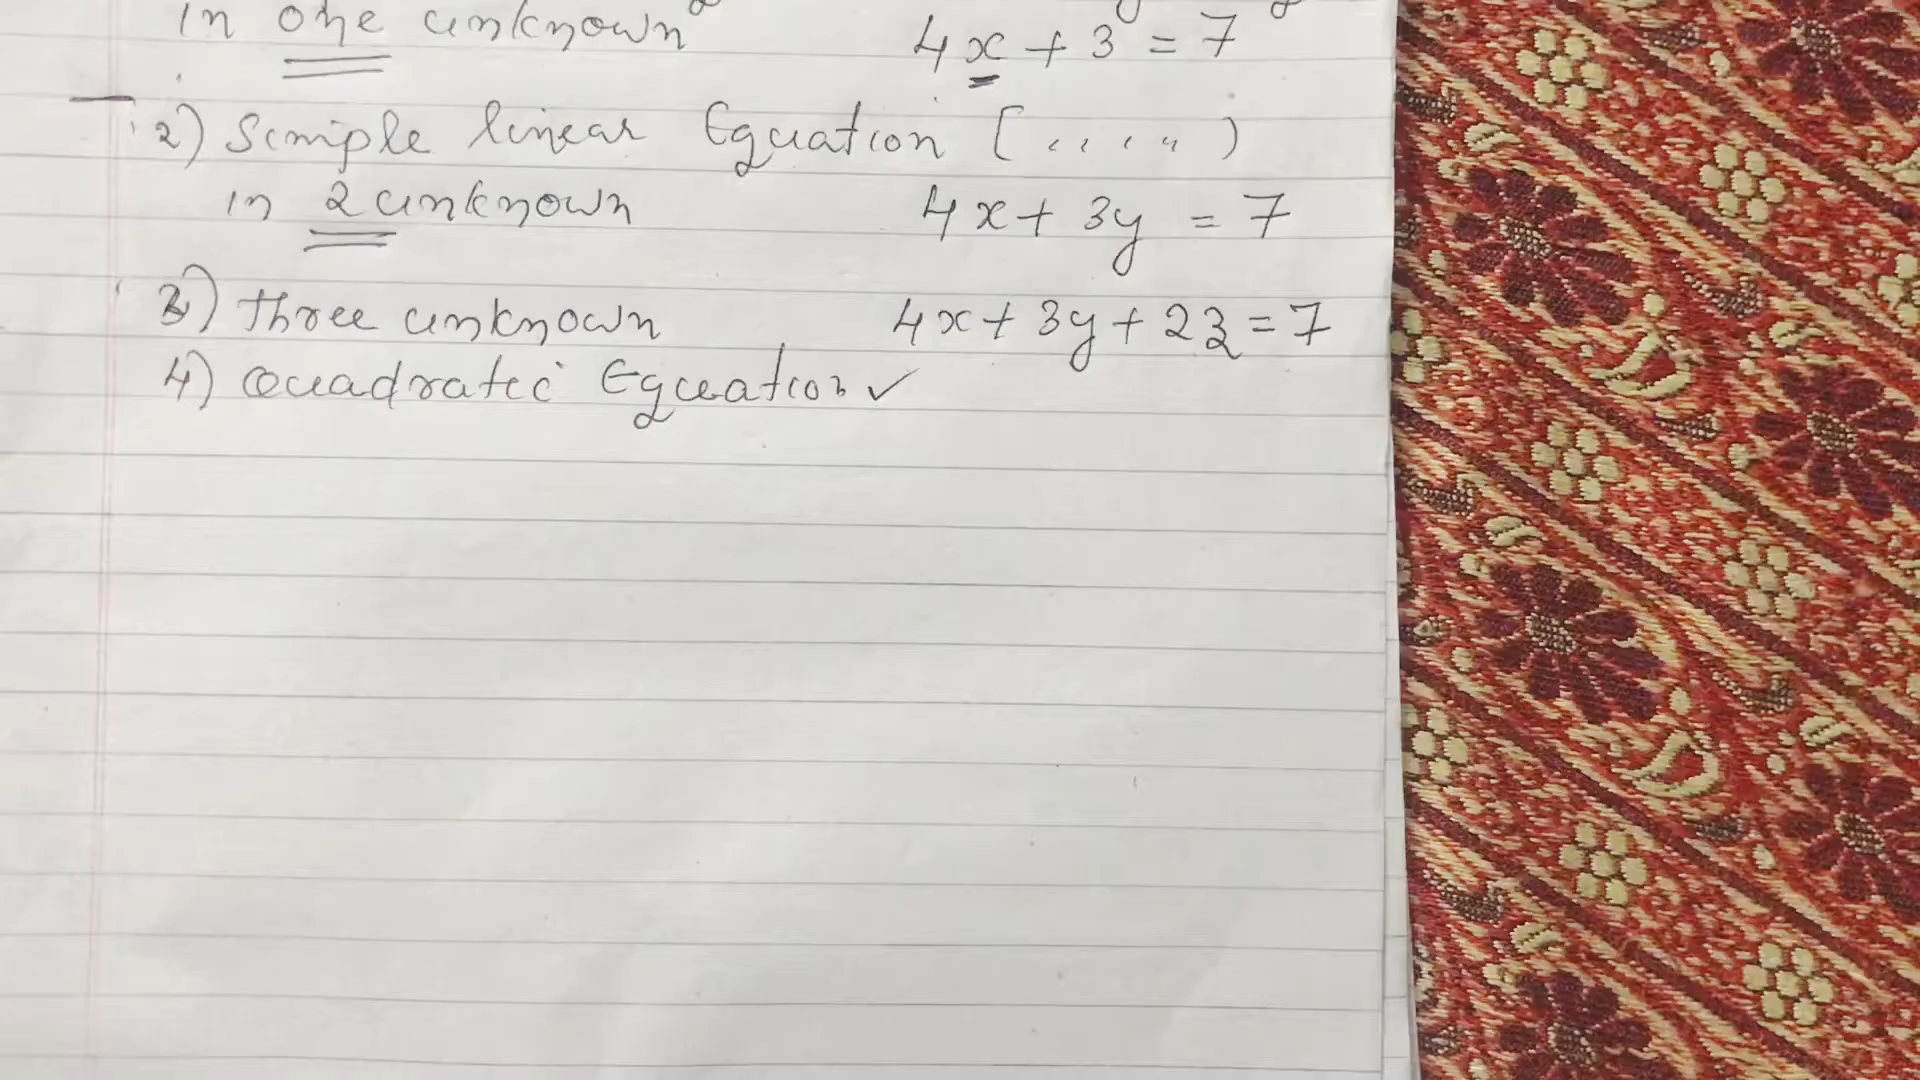 in one unknown 4x + 3 = 7
2) Simple linear Equation [ " " )
in 2 unknown 4x + 3y = 7
3) three unknown 4x + 3y + 2z = 7
4) Quadratic Equation ✓